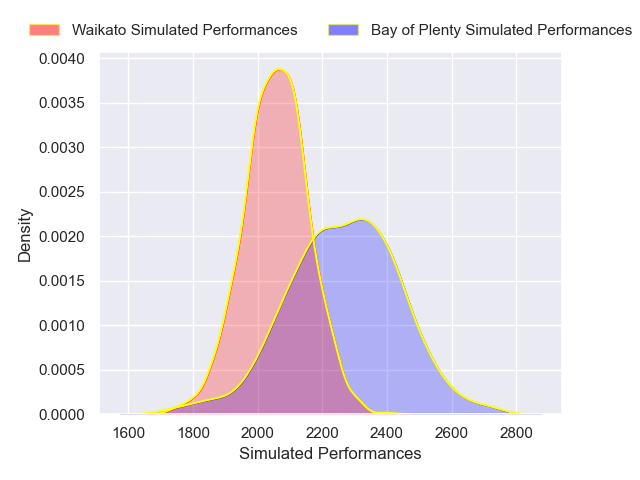 Waikato Simulated Performances
Bay of Plenty Simulated Performances
0.0040
0.0035
0.0030
0.0025
0.0020
0.0015
0.0010
0.0005
0.0000
Density
1600 1800 2000 2200 2400 2600 2800
Simulated Performances